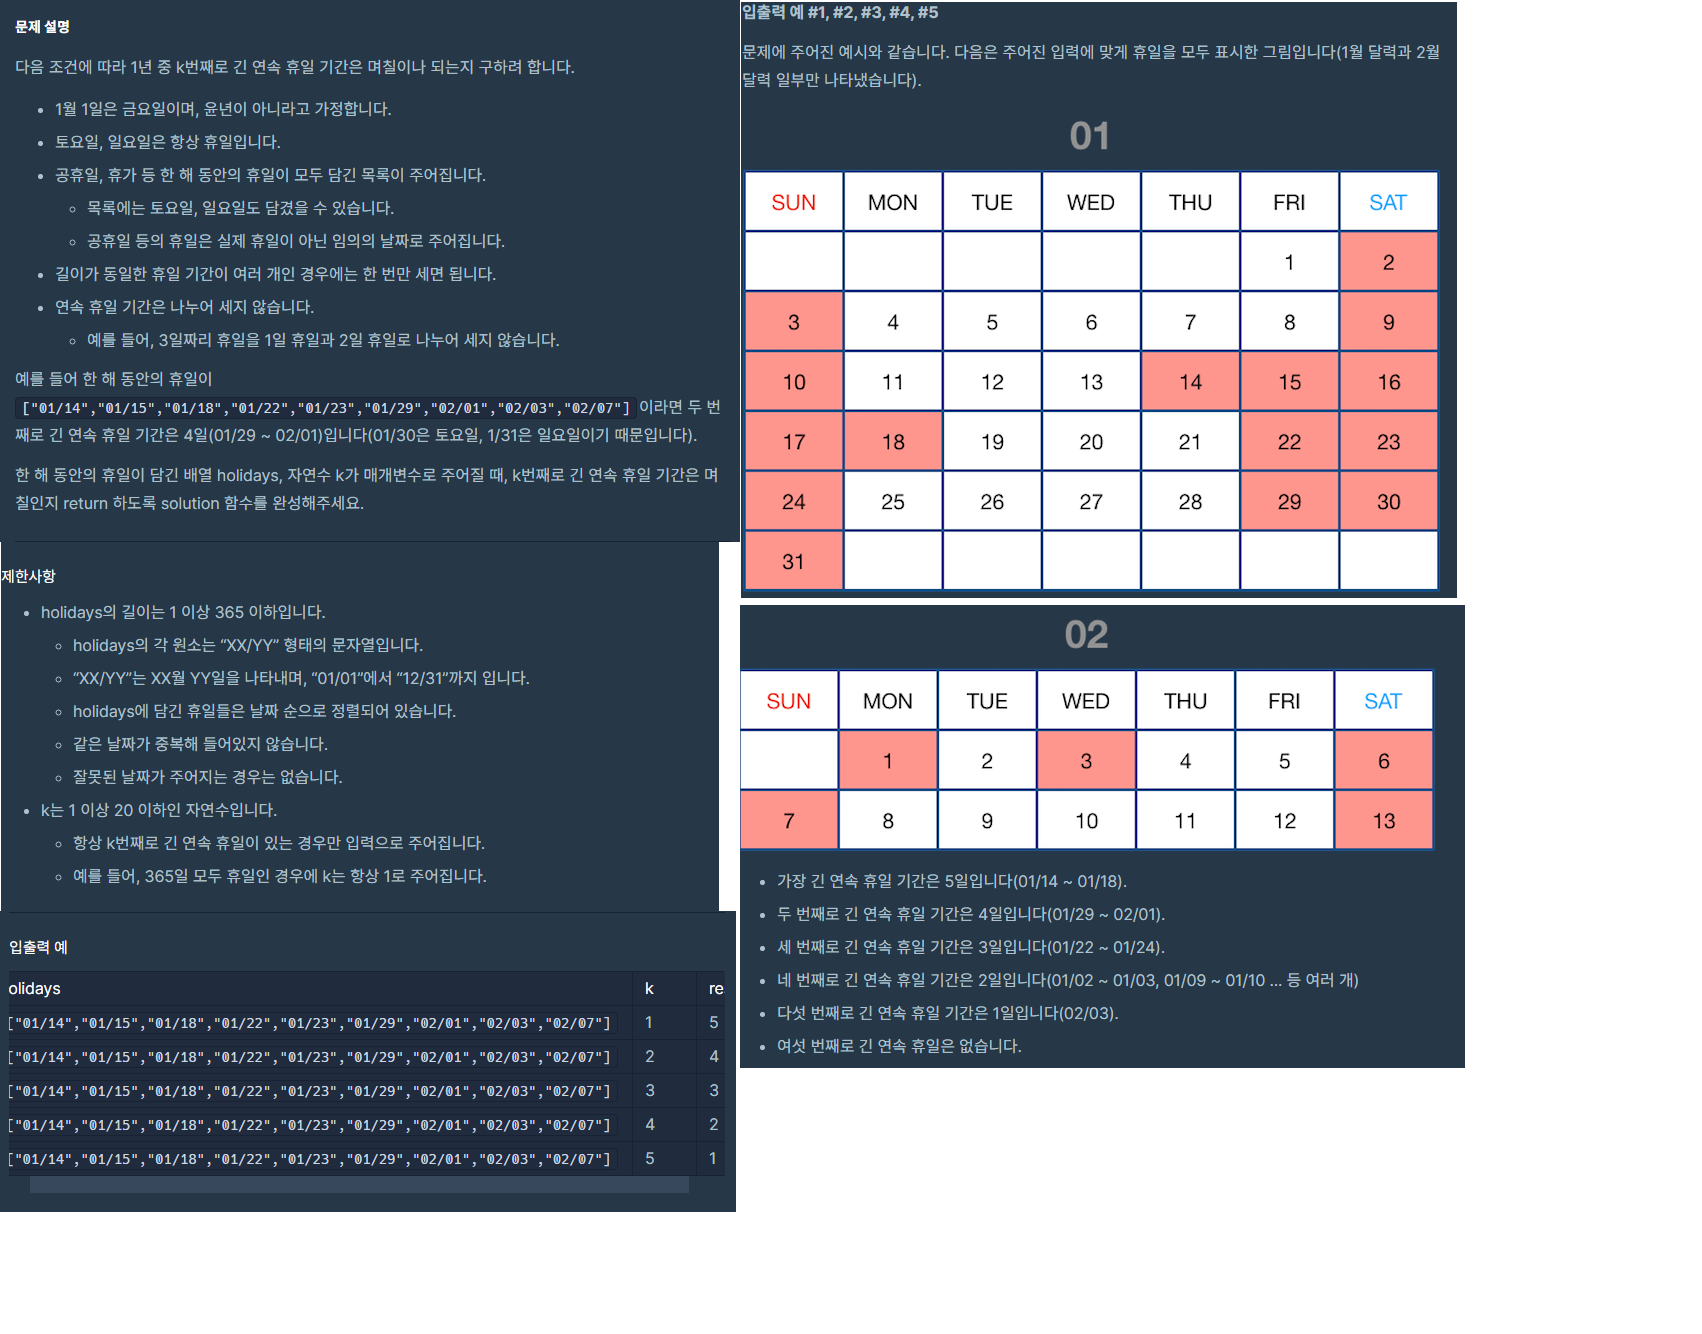 문제 설명
다음 조건에 따라 1년 중 k번째로 긴 연속 휴일 기간은 며칠이나 되는지 구하려 합니다.
• 1월 1일은 금요일이며, 윤년이 아니라고 가정합니다.
• 토요일, 일요일은 항상 휴일입니다.
• 공휴일, 휴가 등 한 해 동안의 휴일이 모두 담긴 목록이 주어집니다.
◦ 목록에는 토요일, 일요일도 담겼을 수 있습니다.
◦ 공휴일 등의 휴일은 실제 휴일이 아닌 임의의 날짜로 주어집니다.
• 길이가 동일한 휴일 기간이 여러 개인 경우에는 한 번만 세면 됩니다.
• 연속 휴일 기간은 나누어 세지 않습니다.
◦ 예를 들어, 3일짜리 휴일을 1일 휴일과 2일 휴일로 나누어 세지 않습니다.
예를 들어 한 해 동안의 휴일이
["01/14","01/15","01/18","01/22","01/23","01/29","02/01","02/03","02/07"] 이라면 두 번
째로 긴 연속 휴일 기간은 4일(01/29 ~ 02/01)입니다(01/30은 토요일, 1/31은 일요일이기 때문입니다).
한 해 동안의 휴일이 담긴 배열 holidays, 자연수 k가 매개변수로 주어질 때, k번째로 긴 연속 휴일 기간은 며
칠인지 return 하도록 solution 함수를 완성해주세요.
제한사항
• holidays의 길이는 1 이상 365 이하입니다.
◦ holidays의 각 원소는 “XX/YY” 형태의 문자열입니다.
◦ “XX/YY”는 XX월 YY일을 나타내며, “01/01”에서 “12/31”까지 입니다.
◦ holidays에 담긴 휴일들은 날짜 순으로 정렬되어 있습니다.
◦ 같은 날짜가 중복해 들어있지 않습니다.
◦ 잘못된 날짜가 주어지는 경우는 없습니다.
• k는 1 이상 20 이하인 자연수입니다.
◦ 항상 k번째로 긴 연속 휴일이 있는 경우만 입력으로 주어집니다.
◦ 예를 들어, 365일 모두 휴일인 경우에 k는 항상 1로 주어집니다.
입출력 예
olidays k re
["01/14","01/15","01/18","01/22","01/23","01/29","02/01","02/03","02/07"] 1 5
["01/14","01/15","01/18","01/22","01/23","01/29","02/01","02/03","02/07"] 2 4
["01/14","01/15","01/18","01/22","01/23","01/29","02/01","02/03","02/07"] 3 3
["01/14","01/15","01/18","01/22","01/23","01/29","02/01","02/03","02/07"] 4 2
["01/14","01/15","01/18","01/22","01/23","01/29","02/01","02/03","02/07"] 5 1
입출력 예 #1, #2, #3, #4, #5
문제에 주어진 예시와 같습니다. 다음은 주어진 입력에 맞게 휴일을 모두 표시한 그림입니다(1월 달력과 2월
달력 일부만 나타냈습니다).
01
SUN MON TUE WED THU FRI SAT
1 2
3 4 5 6 7 8 9
10 11 12 13 14 15 16
17 18 19 20 21 22 23
24 25 26 27 28 29 30
31
02
SUN MON TUE WED THU FRI SAT
1 2 3 4 5 6
7 8 9 10 11 12 13
• 가장 긴 연속 휴일 기간은 5일입니다(01/14 ~ 01/18).
• 두 번째로 긴 연속 휴일 기간은 4일입니다(01/29 ~ 02/01).
• 세 번째로 긴 연속 휴일 기간은 3일입니다(01/22 ~ 01/24).
• 네 번째로 긴 연속 휴일 기간은 2일입니다(01/02 ~ 01/03, 01/09 ~ 01/10 ... 등 여러 개)
• 다섯 번째로 긴 연속 휴일 기간은 1일입니다(02/03).
• 여섯 번째로 긴 연속 휴일은 없습니다.